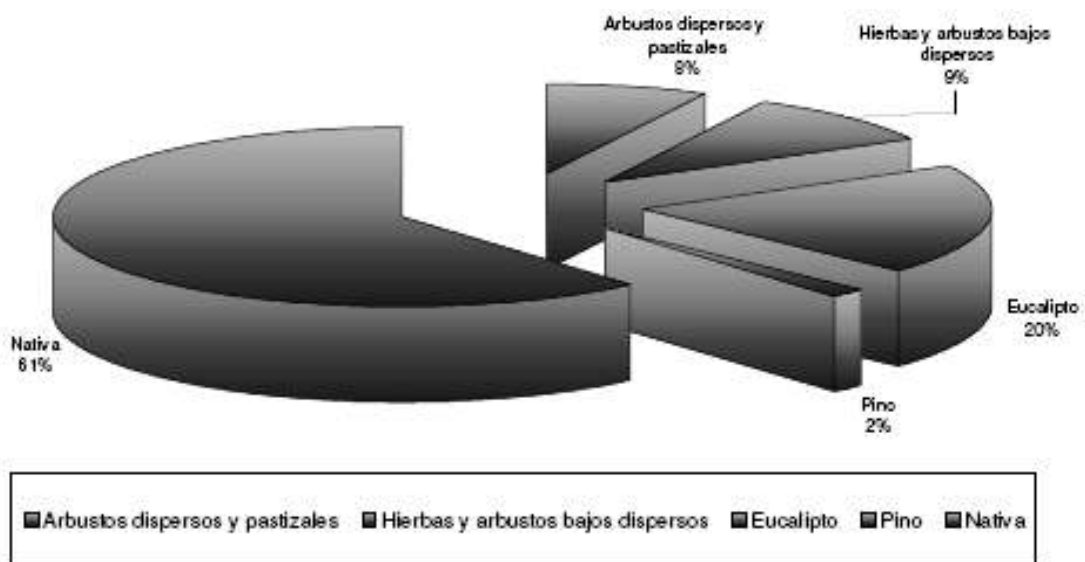 Arbustos dispersos y
pastizales
8%
Hierbas y arbustos bajos
dispersos
9%
Eucalipto
20%
Pino
2%
Nativa
61%
Arbustos dispersos y pastizales Hierbas y arbustos bajos dispersos Eucalipto Pino Nativa